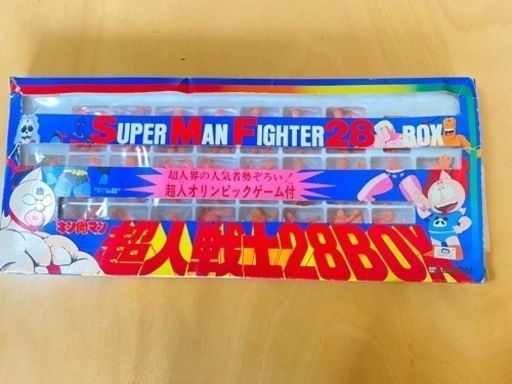 SUPER MAN FIGHTER 28 BOX
超人界の人気者勢ぞろい!
超人オリンピックゲーム付
キン肉マン
超人戦士28BOX